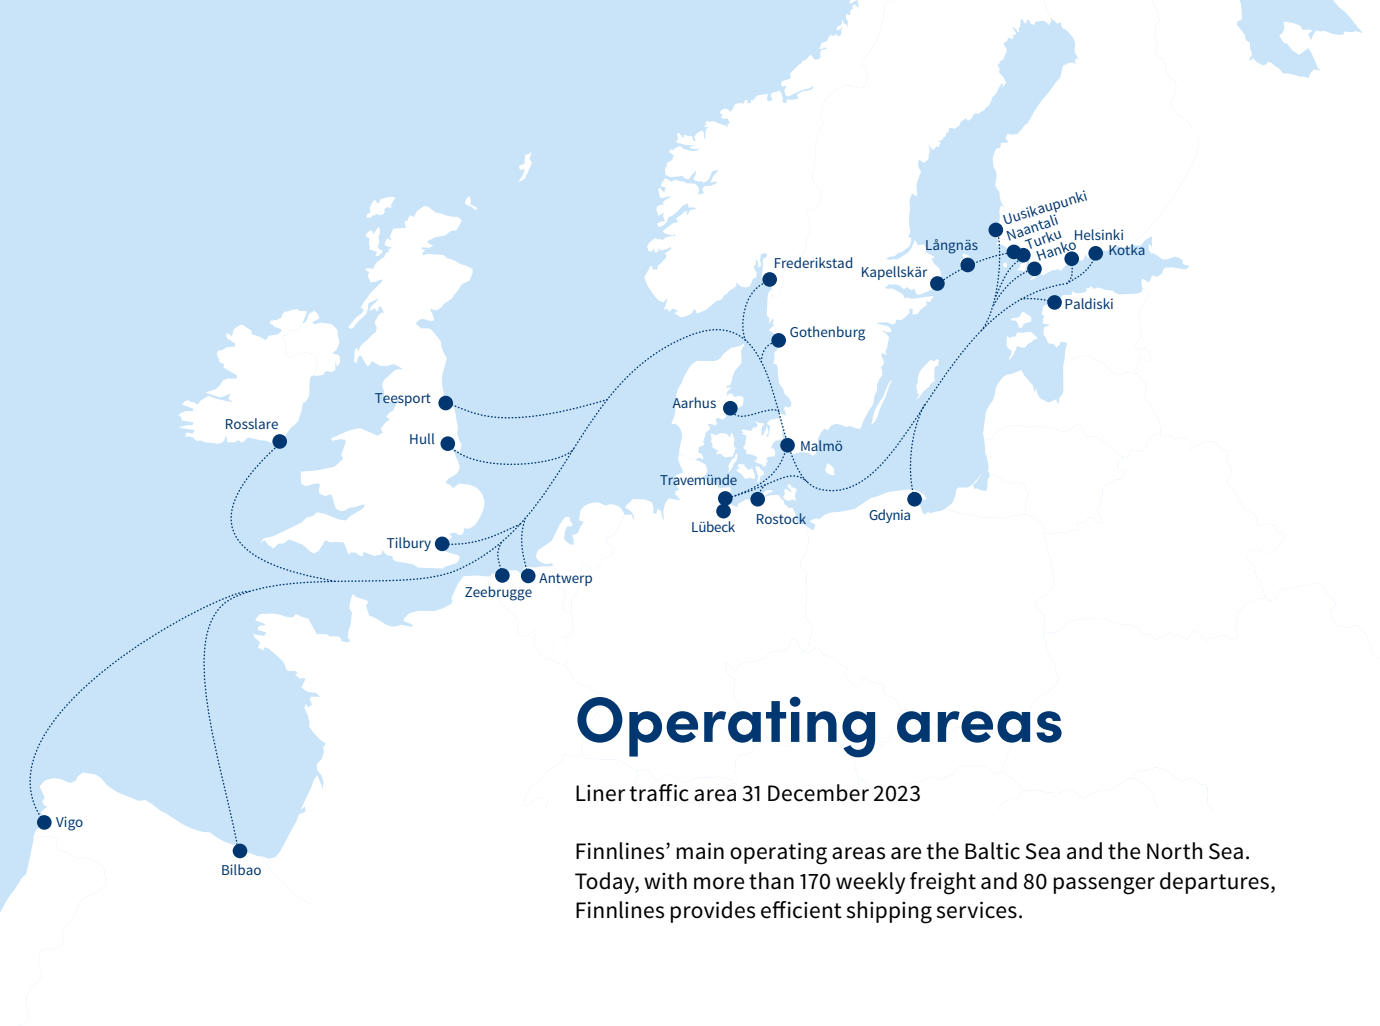 Uusikaupunki
Naantali
Turku
Hanko
Helsinki
Kotka
Långnäs
Kapellskär
Paldiski
Frederikstad
Gothenburg
Teesport
Aarhus
Rosslare
Hull
Malmö
Travemünde
Lübeck
Rostock
Gdynia
Tilbury
Antwerp
Zeebrugge
Vigo
Bilbao
Operating areas
Liner traffic area 31 December 2023
Finnlines’ main operating areas are the Baltic Sea and the North Sea.
Today, with more than 170 weekly freight and 80 passenger departures,
Finnlines provides efficient shipping services.